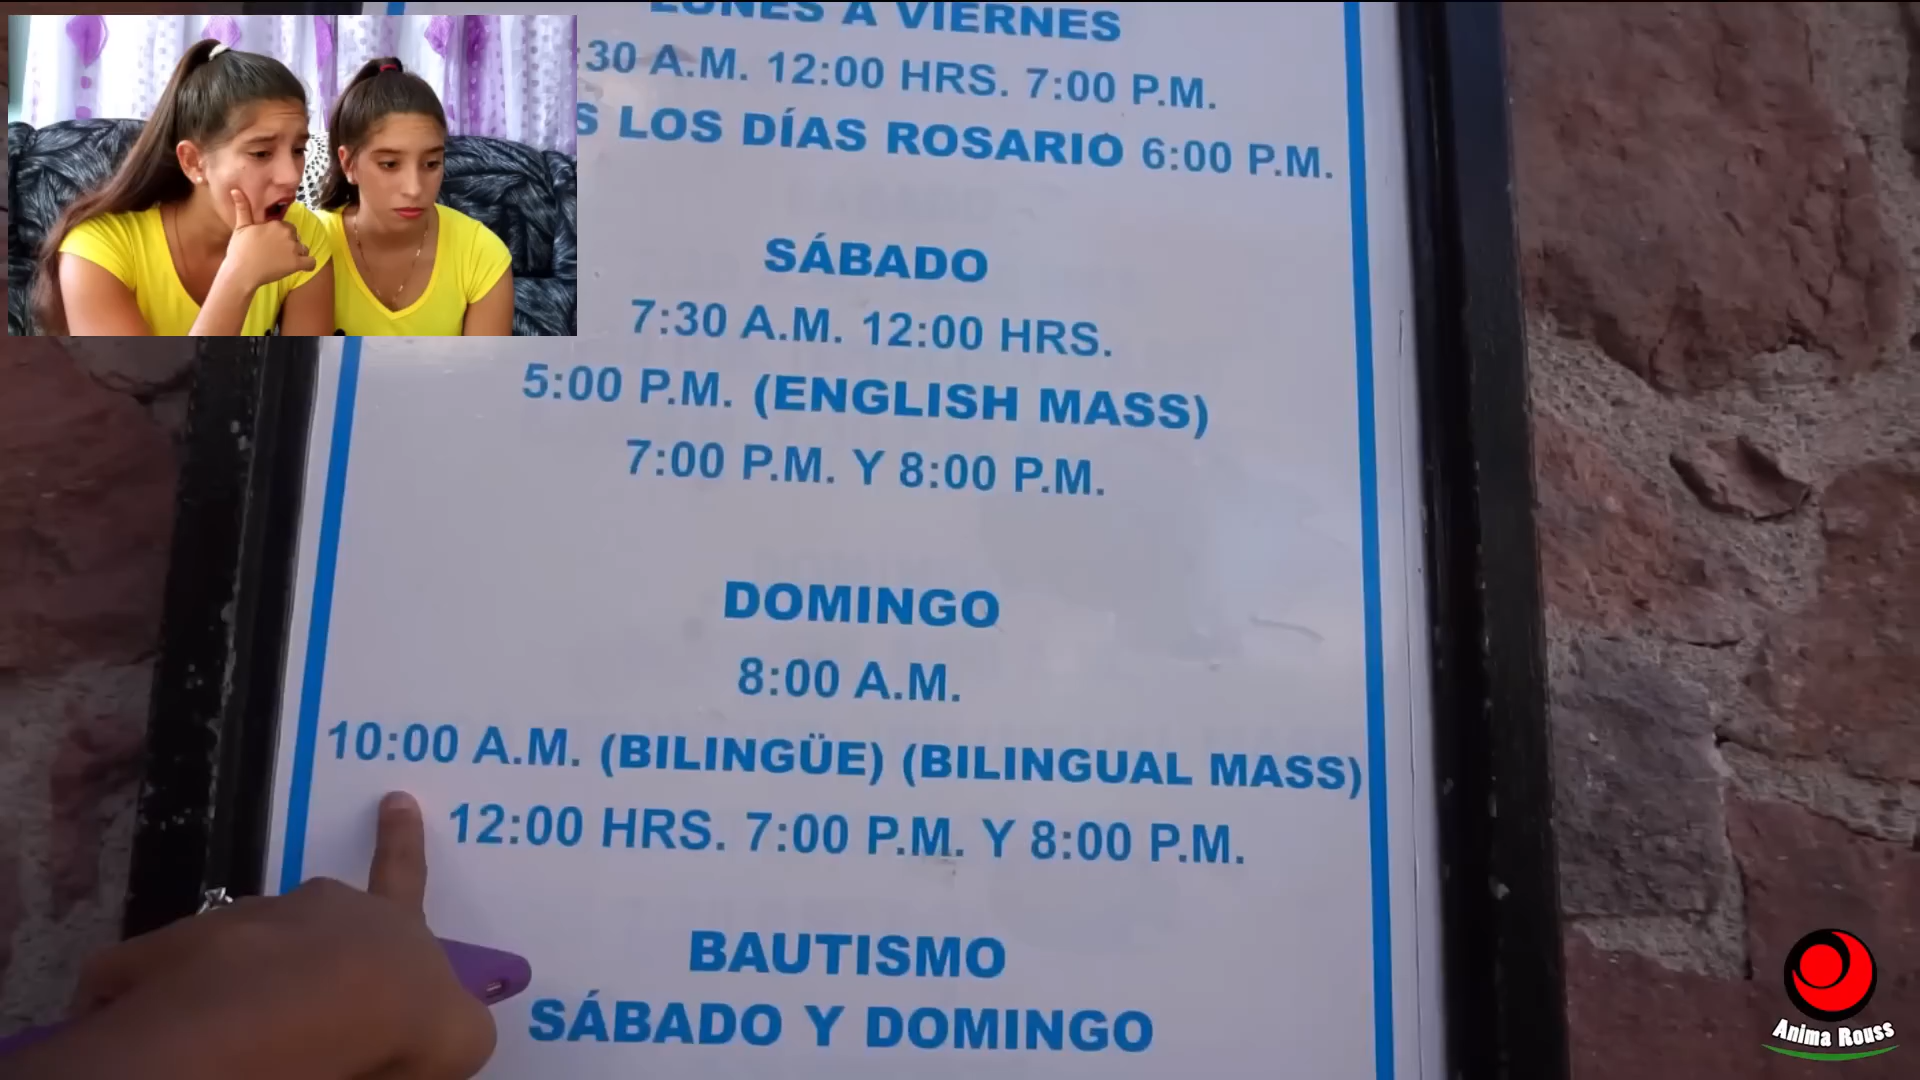 LUNES A VIERNES
:30 A.M. 12:00 HRS. 7:00 P.M.
S LOS DÍAS ROSARIO 6:00 P.M.
SÁBADO
7:30 A.M. 12:00 HRS.
5:00 P.M. (ENGLISH MASS)
7:00 P.M. Y 8:00 P.M.
DOMINGO
8:00 A.M.
10:00 A.M. (BILINGÜE) (BILINGUAL MASS)
12:00 HRS. 7:00 P.M. Y 8:00 P.M.
BAUTISMO
SÁBADO Y DOMINGO
Anima Rouss